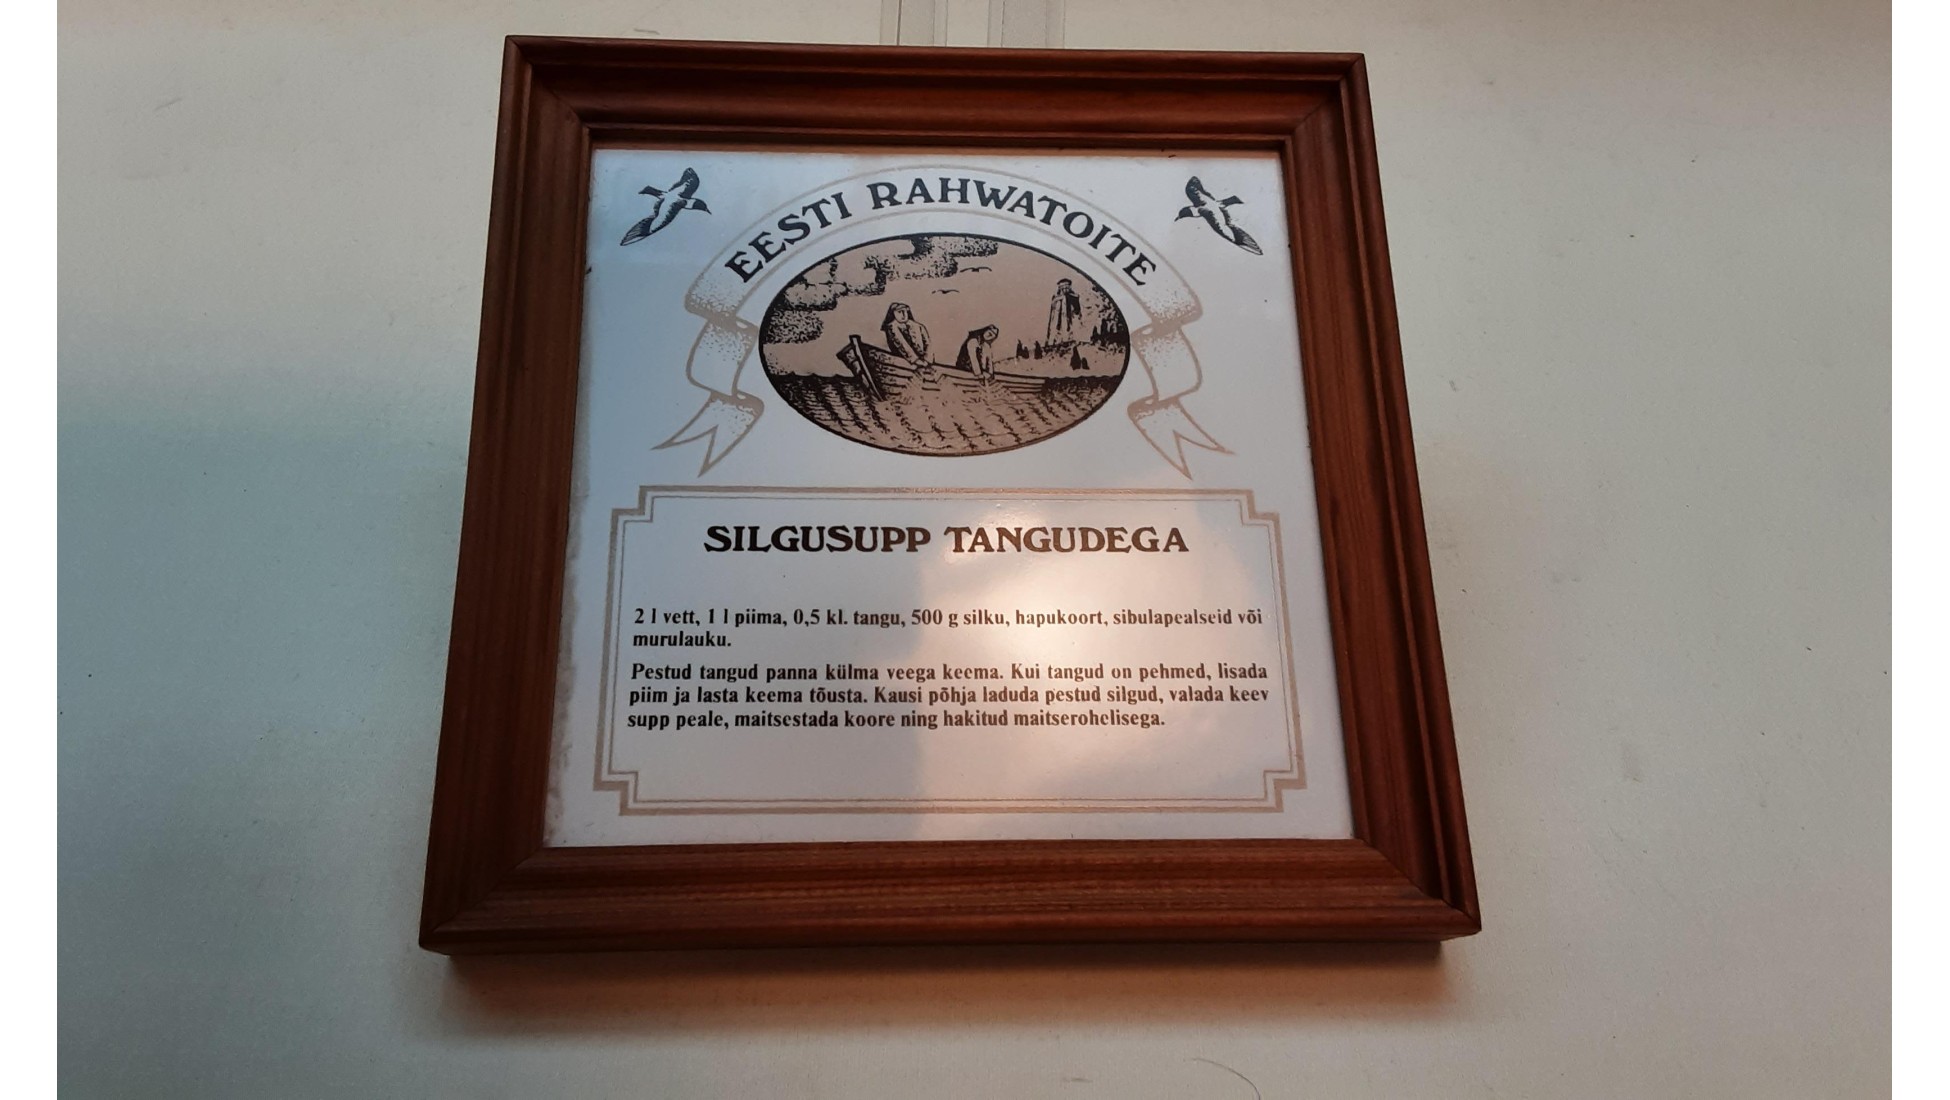 EESTI RAHWATOITE
SILGUSUPP TANGUDEGA
2 l vett, 1 l piima, 0,5 kl. tangu, 500 g silku, hapukoort, sibulapealseid või
murulauku.
Pestud tangud panna külma veega keema. Kui tangud on pehmed, lisada
piim ja lasta keema tõusta. Kausi põhja laduda pestud silgud, valada keev
supp peale, maitsestada koore ning hakitud maitserohelisega.